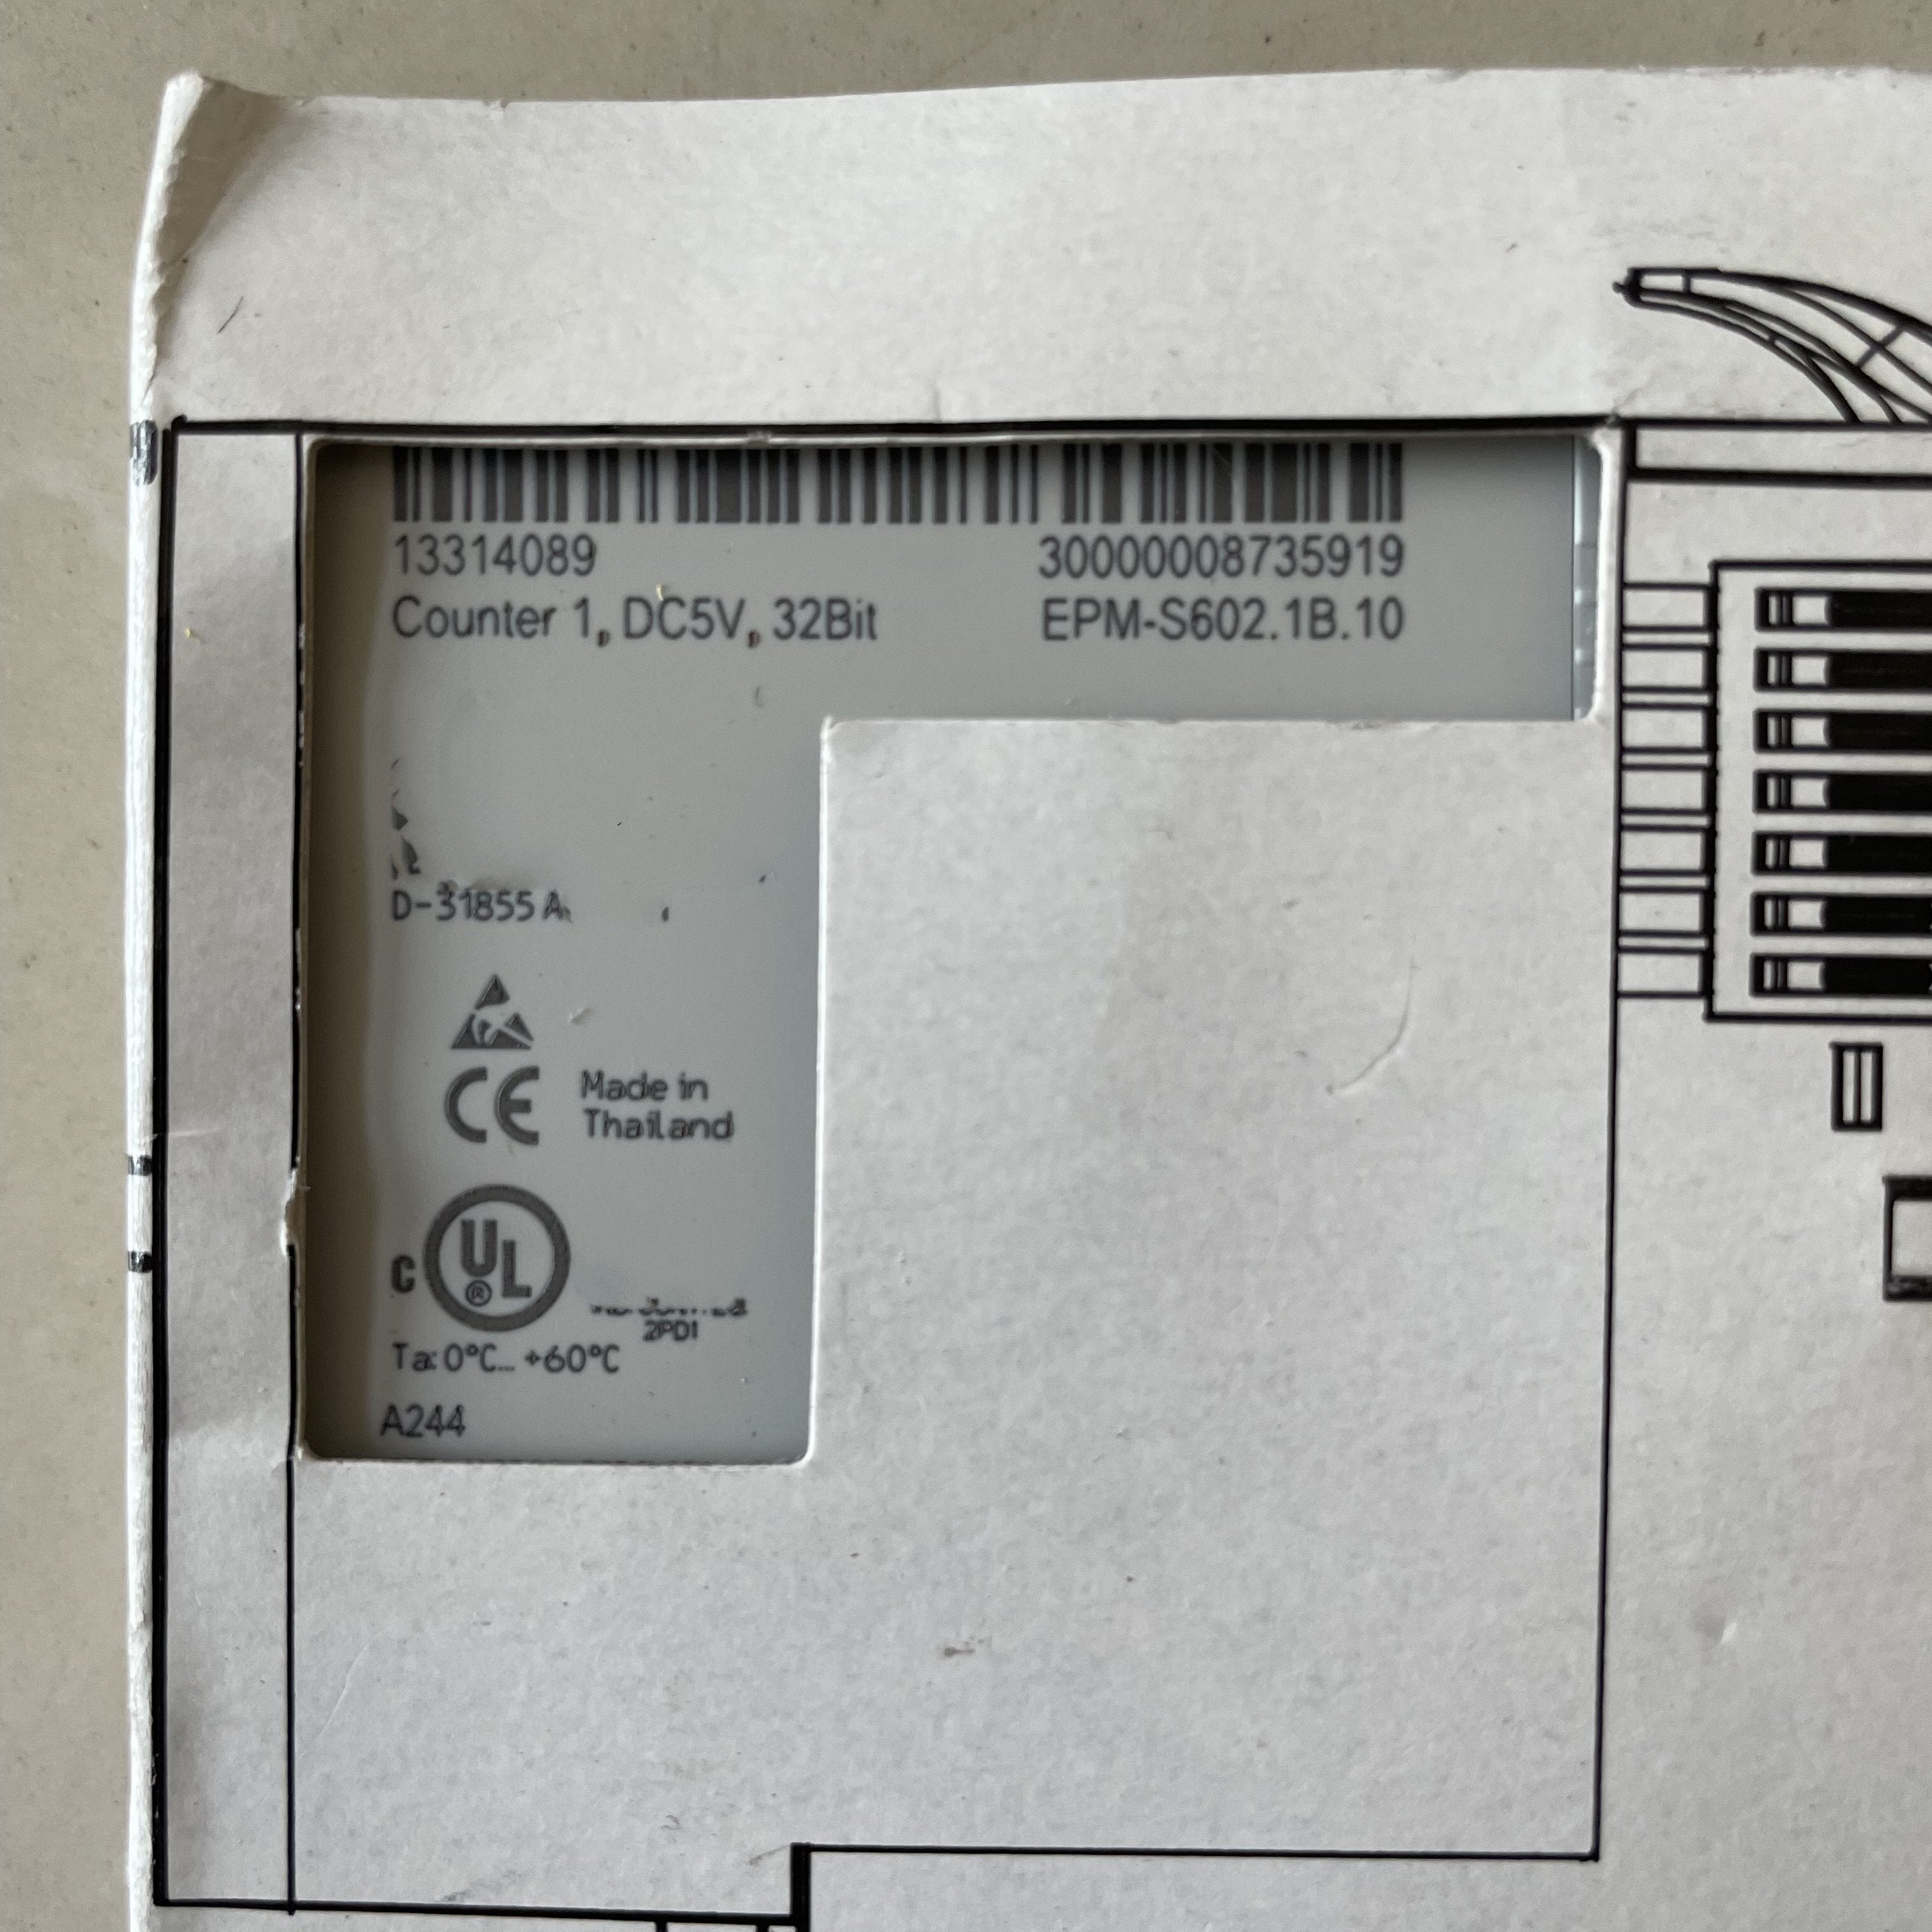 13314089 30000008735919
Counter 1, DC5V, 32Bit EPM-S602.1B.10
D-31855 A
CE Made in
Thailand
C UL ®
2PD1
Ta: 0°C... +60°C
A244